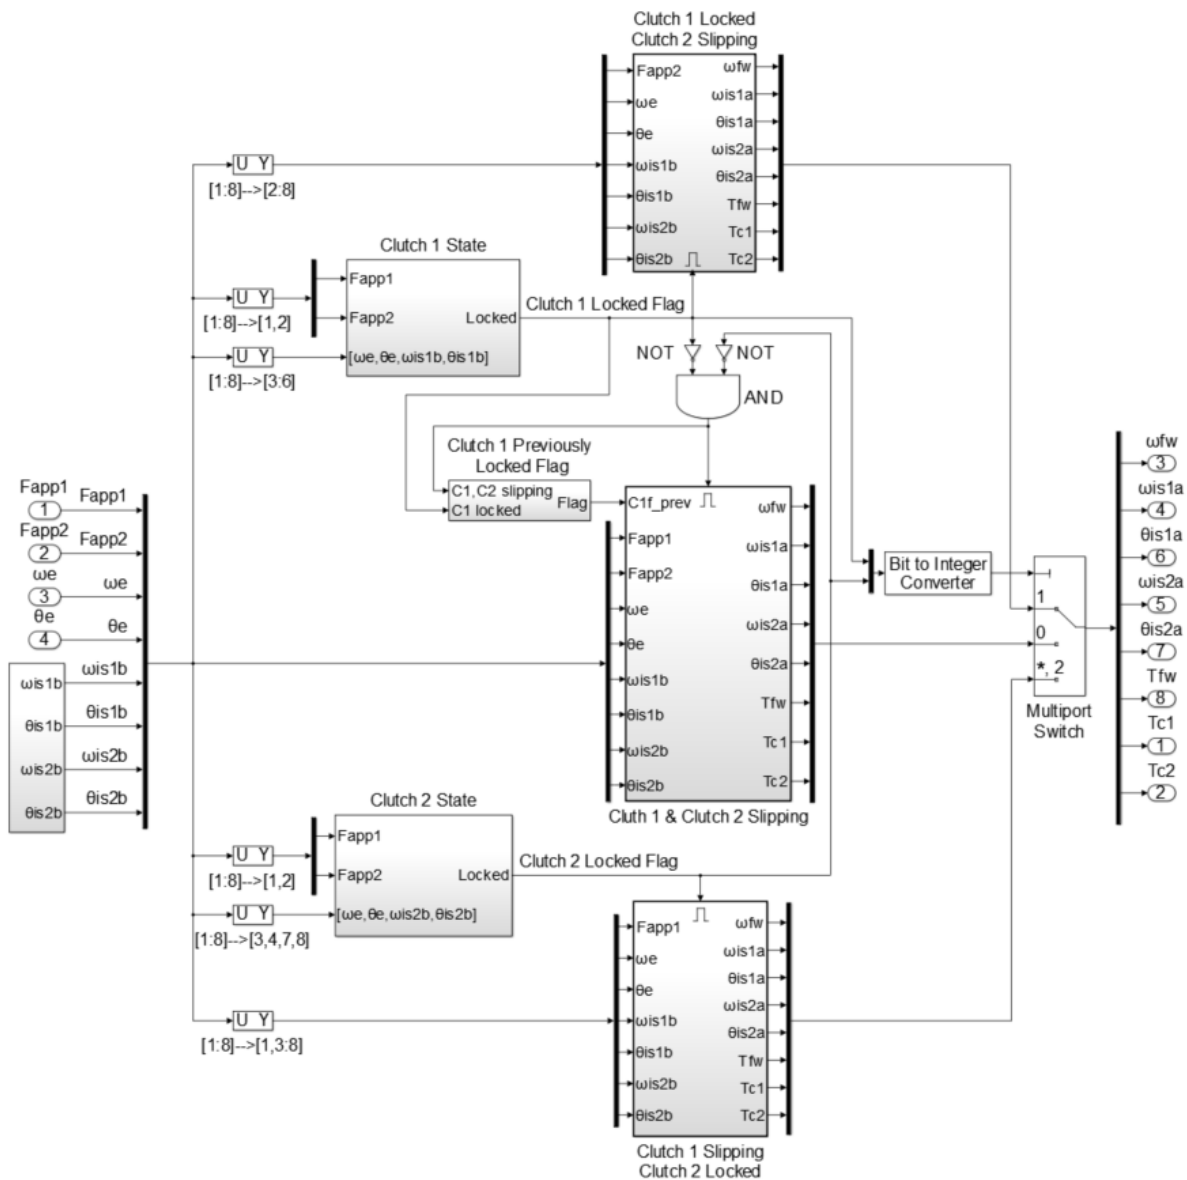 Clutch 1 Locked
Clutch 2 Slipping
Fapp2
ωe
θe
ωis1b
θis1b
ωis2b
θis2b
ωfw
ωis1a
θis1a
ωis2a
θis2a
Tfw
Tc1
Tc2
U Y
[1:8]-->[2:8]
Clutch 1 State
U Y
[1:8]-->[1,2]
U Y
[1:8]-->[3:6]
Fapp1
Fapp2
[ωe,θe,ωis1b,θis1b]
Locked
Clutch 1 Locked Flag
NOT
NOT
AND
Clutch 1 Previously
Locked Flag
C1,C2 slipping
C1 locked
Flag
Fapp1
1
Fapp2
2
ωe
3
θe
4
Fapp1
Fapp2
ωe
θe
ωis1b
θis1b
ωis2b
θis2b
ωis1b
θis1b
ωis2b
θis2b
C1f_prev
Fapp1
Fapp2
ωe
θe
ωis1b
θis1b
ωis2b
θis2b
ωfw
ωis1a
θis1a
ωis2a
θis2a
Tfw
Tc1
Tc2
Cluth 1 & Clutch 2 Slipping
Bit to Integer
Converter
1
0
*, 2
Multiport
Switch
ωfw
3
ωis1a
4
θis1a
6
ωis2a
5
θis2a
7
Tfw
8
Tc1
1
Tc2
2
Clutch 2 State
U Y
[1:8]-->[1,2]
U Y
[1:8]-->[3,4,7,8]
Fapp1
Fapp2
[ωe,θe,ωis2b,θis2b]
Locked
Clutch 2 Locked Flag
U Y
[1:8]-->[1,3:8]
Fapp1
ωe
θe
ωis1b
θis1b
ωis2b
θis2b
ωfw
ωis1a
θis1a
ωis2a
θis2a
Tfw
Tc1
Tc2
Clutch 1 Slipping
Clutch 2 Locked